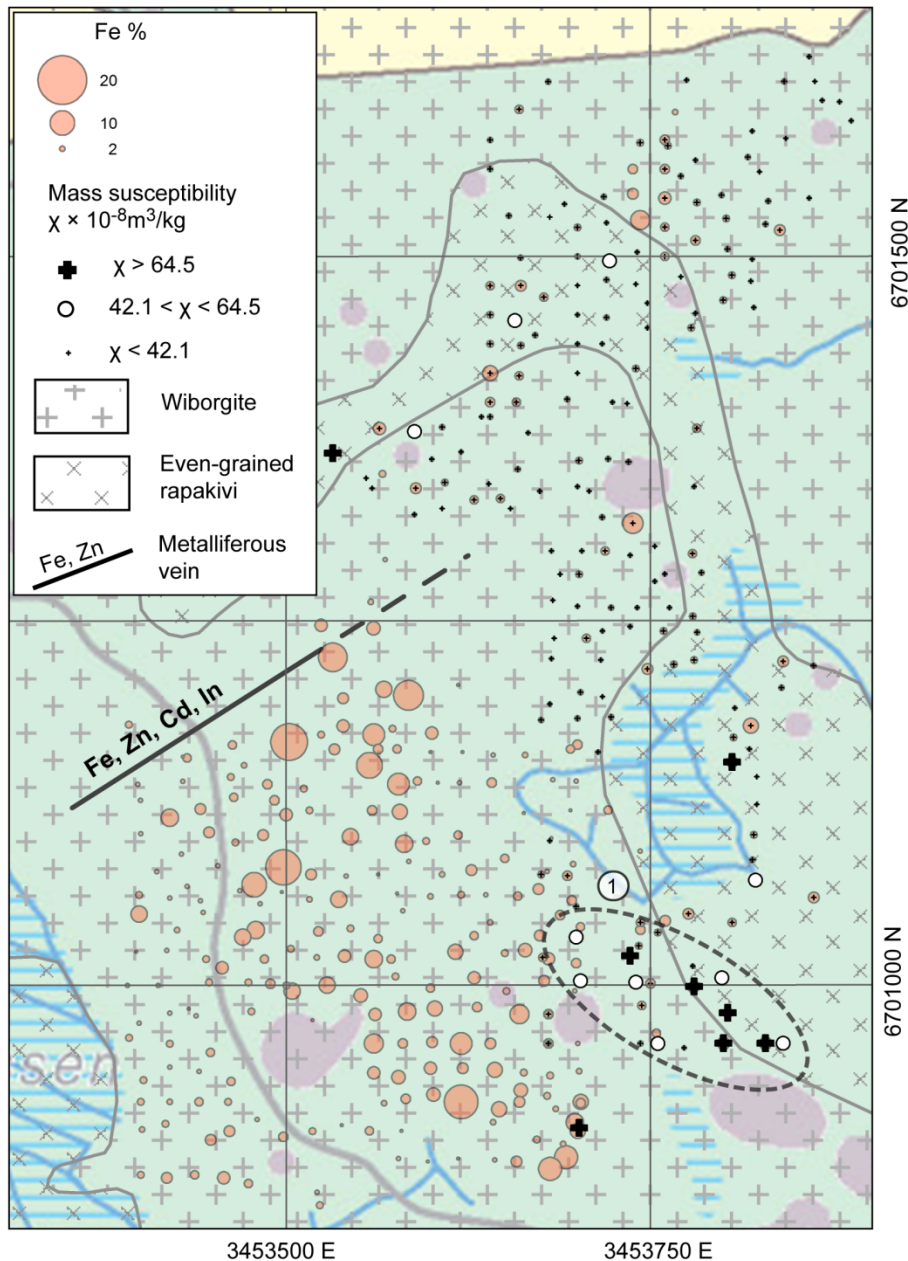 Fe %
20
10
2
Mass susceptibility
χ × 10⁻⁸m³/kg
χ > 64.5
42.1 < χ < 64.5
χ < 42.1
Wiborgite
Even-grained
rapakivi
Fe, Zn
Metalliferous
vein
6701500 N
Fe, Zn, Cd, In
1
6701000 N
sen
3453500 E
3453750 E